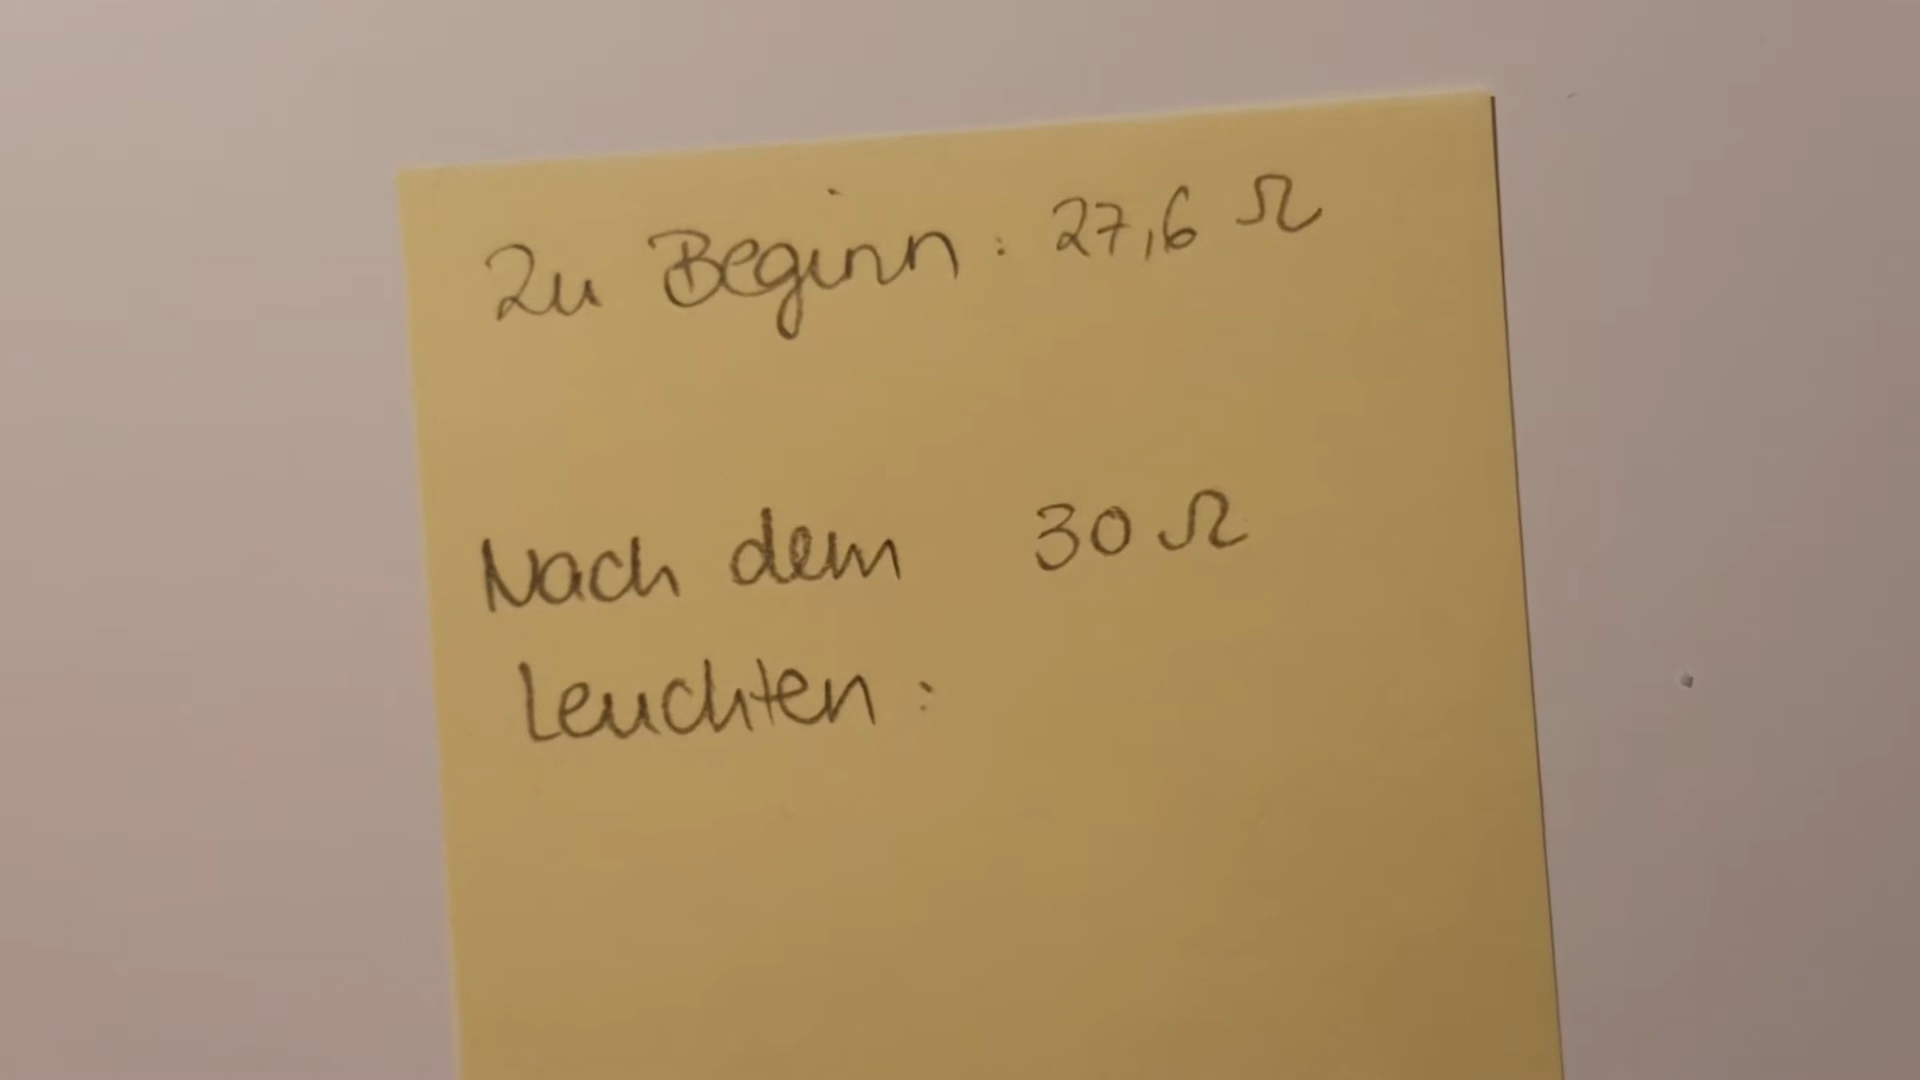 Zu Beginn: 27,6 Ω
Nach dem 30 Ω
Leuchten: